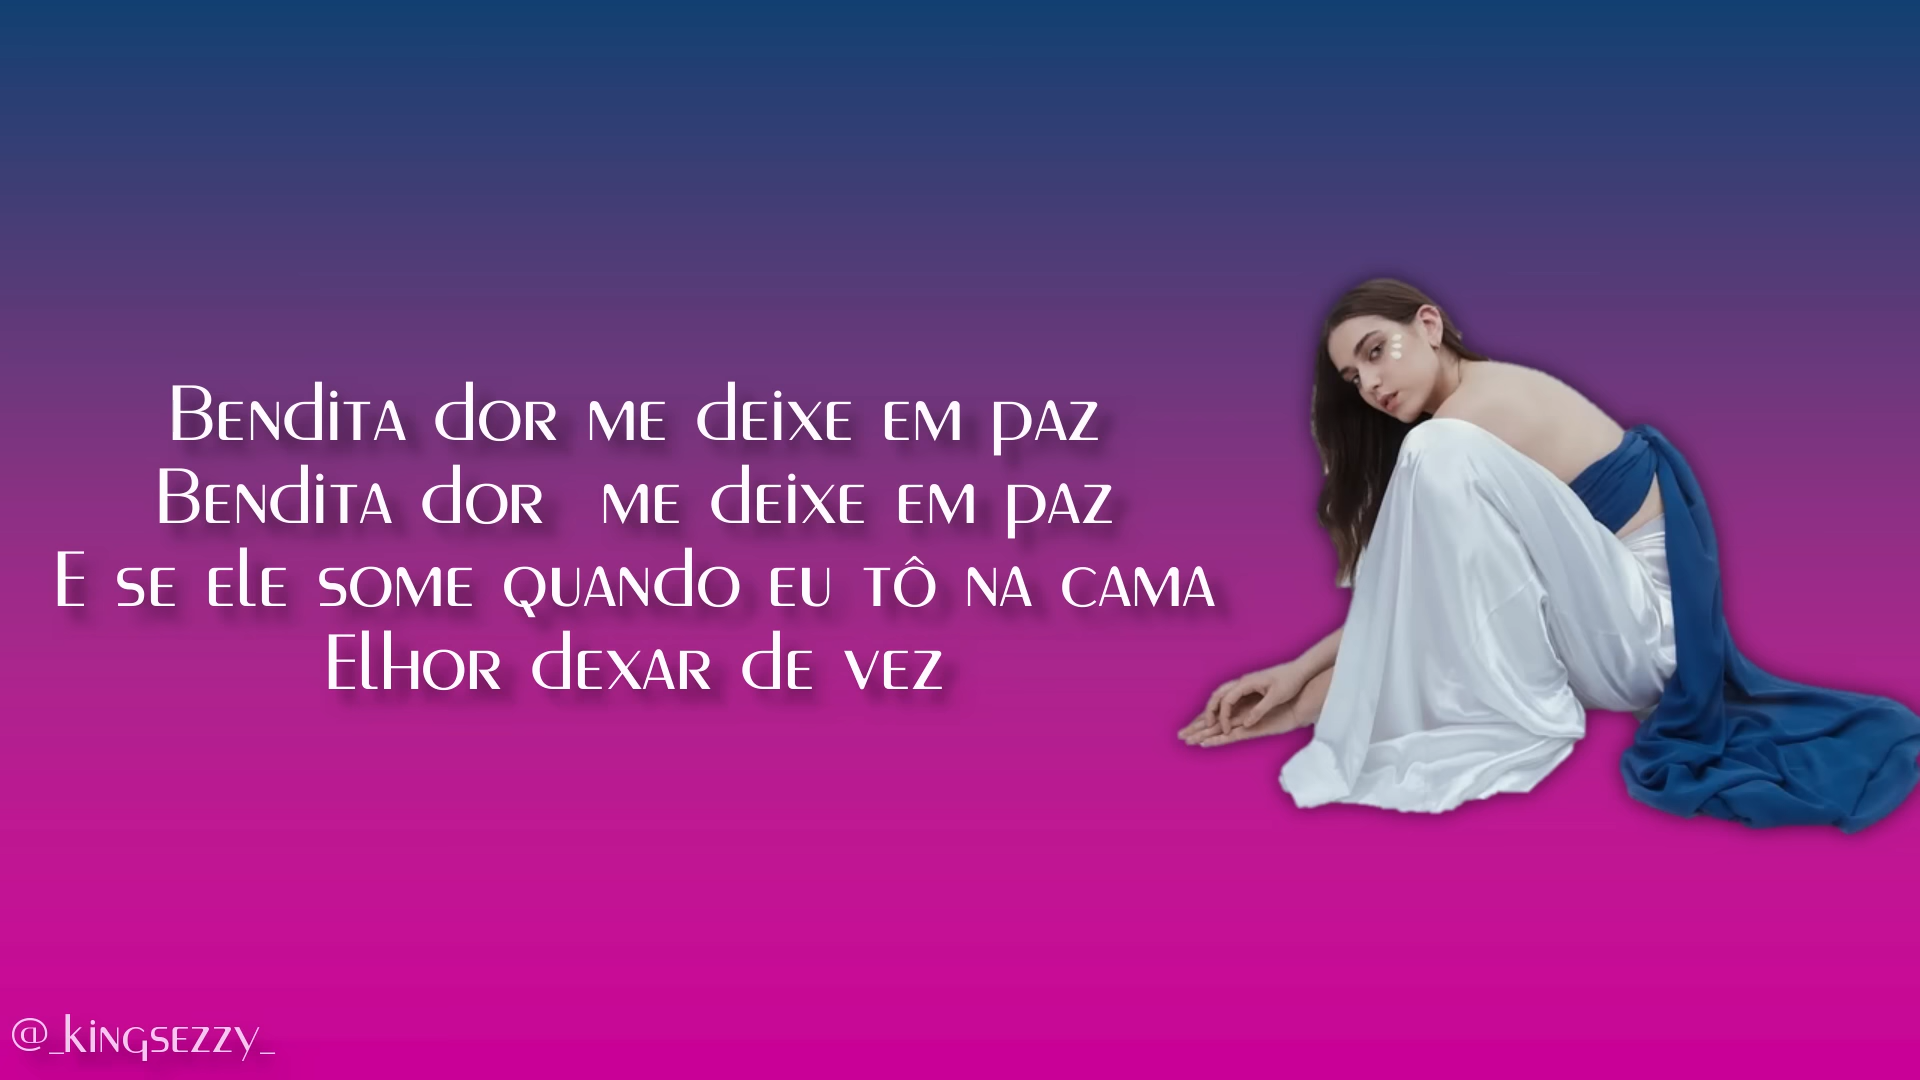 Bendita dor me deixe em paz
Bendita dor me deixe em paz
E se ele some quando eu tô na cama
Elhor dexar de vez
@_kingsezzy_